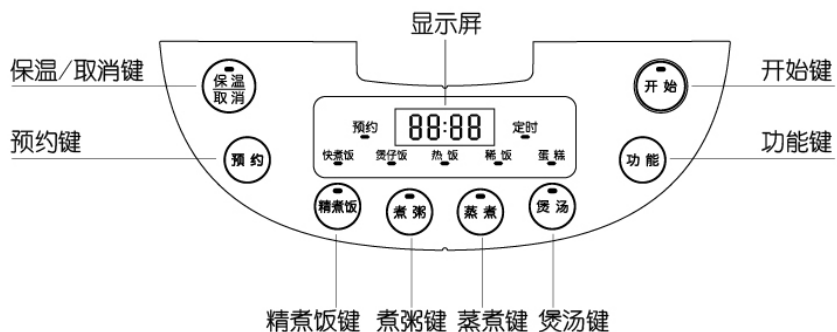 显示屏
保温/取消键
开始键
保温
取消
开始
预约
88:88
定时
预约键
功能键
预约
功能
快煮饭 煲仔饭 热饭 稀饭 蛋糕
精煮饭
煮粥
蒸煮
煲汤
精煮饭键 煮粥键 蒸煮键 煲汤键